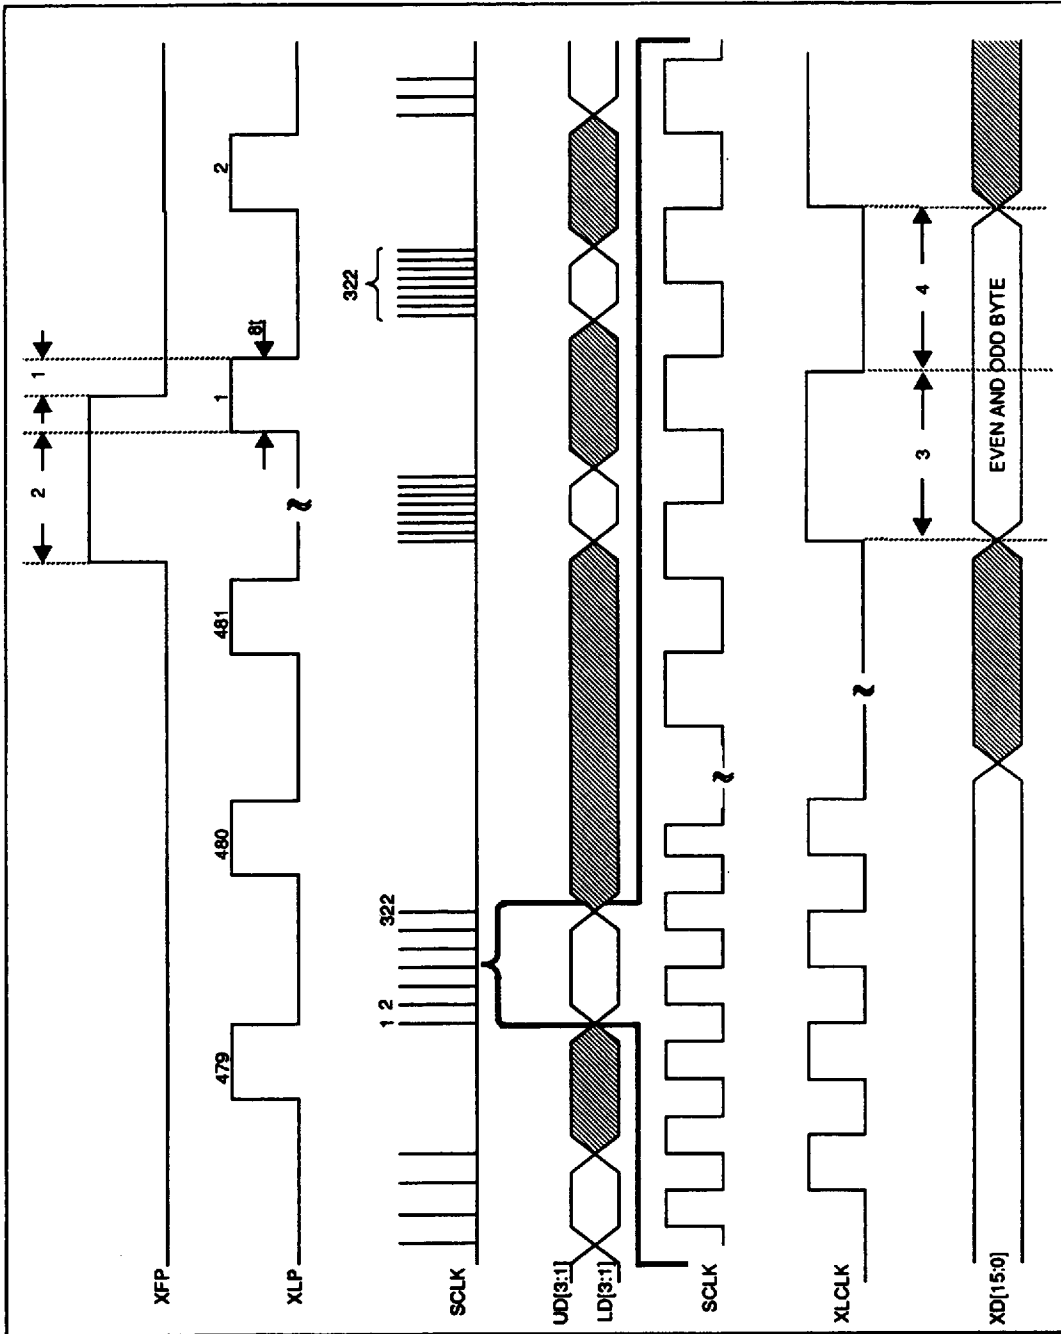 XFP
2
1
XLP
479
480
481
1
8t
2
SCLK
1
2
322
322
UD[3:1]
LD[3:1]
SCLK
XLCLK
3
4
XD[15:0]
EVEN AND ODD BYTE